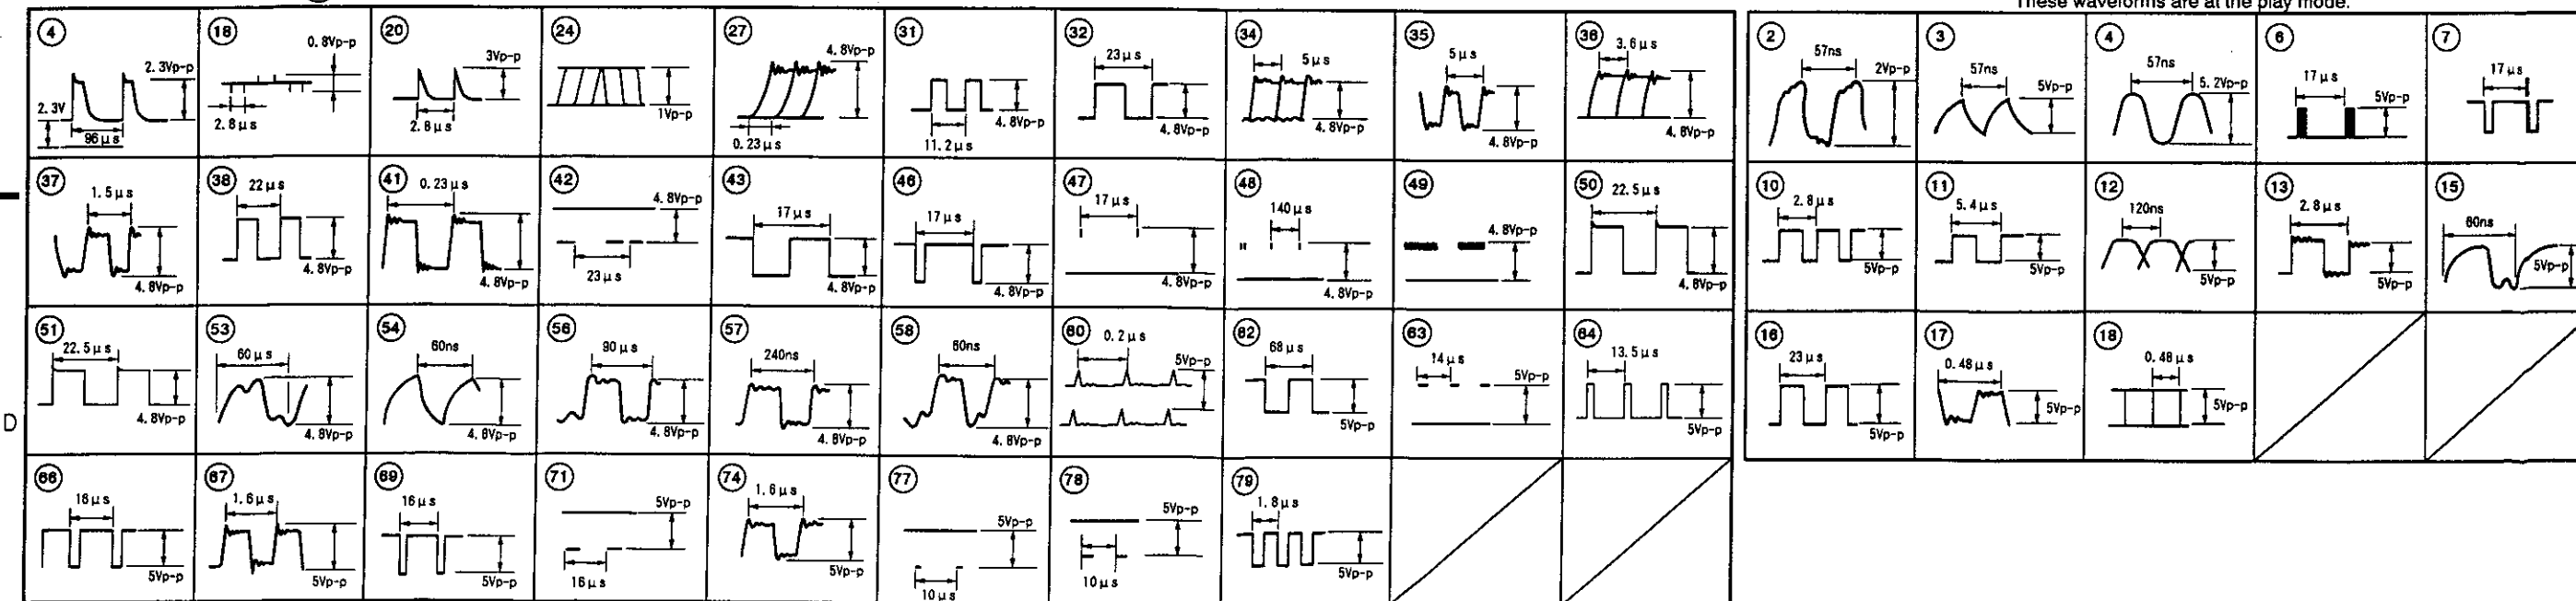 These waveforms are at the play mode.
4
2.3Vp-p
2.3V
96μs
18
0.8Vp-p
2.8μs
20
3Vp-p
2.8μs
24
1Vp-p
27
4.8Vp-p
0.23μs
31
4.8Vp-p
11.2μs
32
23μs
4.8Vp-p
34
5μs
4.8Vp-p
35
5μs
4.8Vp-p
36
3.6μs
4.8Vp-p
37
1.5μs
4.8Vp-p
38
22μs
4.8Vp-p
41
0.23μs
4.8Vp-p
42
4.8Vp-p
23μs
43
17μs
4.8Vp-p
46
17μs
4.8Vp-p
47
17μs
4.8Vp-p
48
140μs
4.8Vp-p
49
4.8Vp-p
50
22.5μs
4.8Vp-p
51
22.5μs
4.8Vp-p
53
60μs
4.8Vp-p
54
60ns
4.8Vp-p
56
90μs
4.8Vp-p
57
240ns
4.8Vp-p
58
60ns
4.8Vp-p
60
0.2μs
5Vp-p
62
68μs
5Vp-p
63
14μs
5Vp-p
64
13.5μs
5Vp-p
D
66
16μs
5Vp-p
67
1.6μs
5Vp-p
69
16μs
5Vp-p
71
5Vp-p
16μs
74
1.6μs
5Vp-p
77
5Vp-p
10μs
78
5Vp-p
10μs
79
1.8μs
5Vp-p
2
57ns
2Vp-p
3
57ns
5Vp-p
4
57ns
5.2Vp-p
6
17μs
5Vp-p
7
17μs
10
2.8μs
5Vp-p
11
5.4μs
5Vp-p
12
120ns
5Vp-p
13
2.8μs
5Vp-p
15
60ns
5Vp-p
16
23μs
5Vp-p
17
0.48μs
5Vp-p
18
0.48μs
5Vp-p